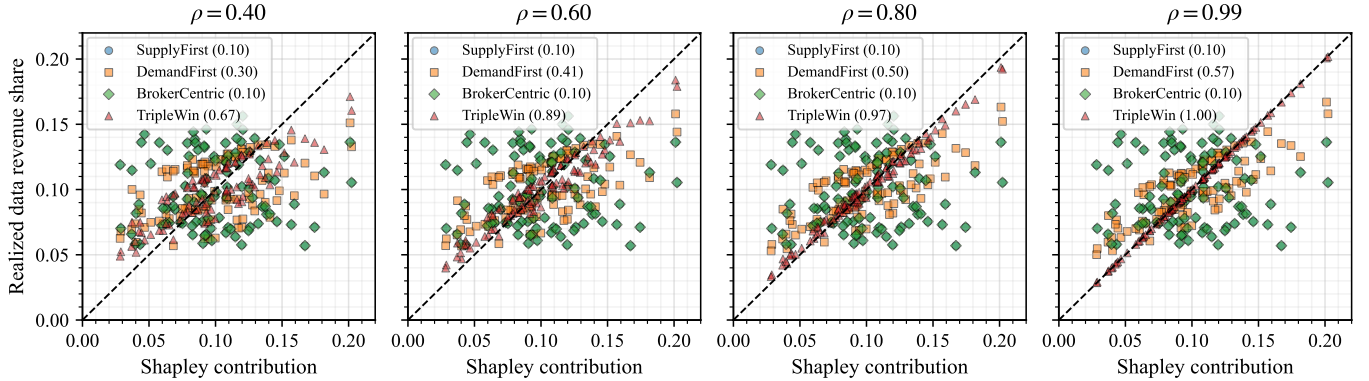 ρ = 0.40
Realized data revenue share
0.20
0.15
0.10
0.05
0.00
SupplyFirst (0.10)
DemandFirst (0.30)
BrokerCentric (0.10)
TripleWin (0.67)
0.00 0.05 0.10 0.15 0.20
Shapley contribution
ρ = 0.60
SupplyFirst (0.10)
DemandFirst (0.41)
BrokerCentric (0.10)
TripleWin (0.89)
0.00 0.05 0.10 0.15 0.20
Shapley contribution
ρ = 0.80
SupplyFirst (0.10)
DemandFirst (0.50)
BrokerCentric (0.10)
TripleWin (0.97)
0.00 0.05 0.10 0.15 0.20
Shapley contribution
ρ = 0.99
SupplyFirst (0.10)
DemandFirst (0.57)
BrokerCentric (0.10)
TripleWin (1.00)
0.00 0.05 0.10 0.15 0.20
Shapley contribution